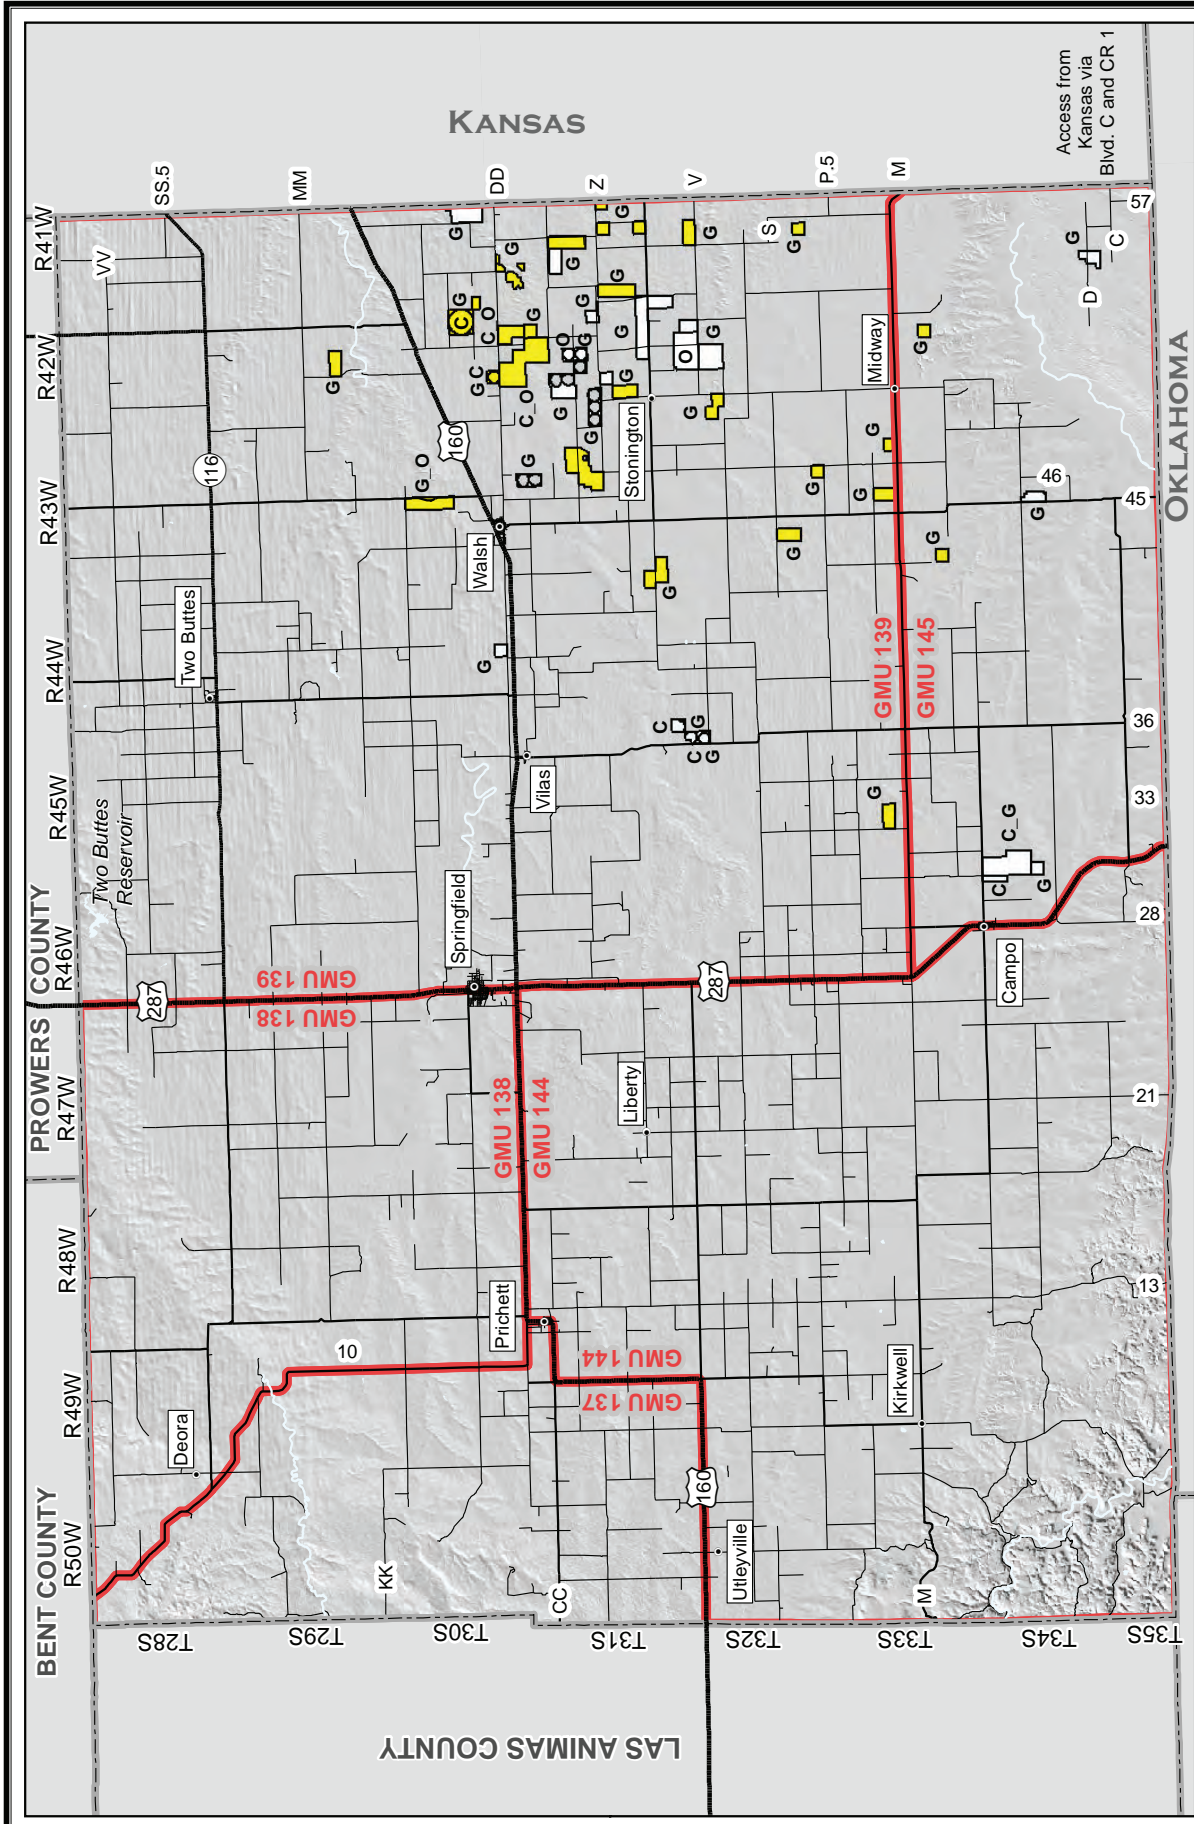 BENT COUNTY
PROWERS COUNTY
R50W
R49W
R48W
R47W
R46W
R45W
R44W
R43W
R42W
R41W
Two Buttes
Reservoir
VV
SS.5
MM
DD
Z
V
P.5
M
KANSAS
Access from
Kansas via
Blvd. C and CR 1
OKLAHOMA
LAS ANIMAS COUNTY
T28S
T29S
T30S
T31S
T32S
T33S
T34S
T35S
Deora
10
KK
CC
M
287
GMU 138
GMU 139
116
Two Buttes
G
G_O
160
Springfield
Walsh
Prichett
GMU 138
GMU 144
Vilas
GMU 137
GMU 144
Liberty
Stonington
160
287
Utleyville
Kirkwell
Campo
GMU 139
GMU 145
Midway
G
G
C
G
C_O
G
C
G
C_O
G
O
G
G
G
G
G
G
G
G
G
G
O
G
G
G
S
G
G
G
G
G
G
G
G
C
G
C
G
G
G
C
C_G
G
G
46
D
C
G
13
21
28
33
36
45
57